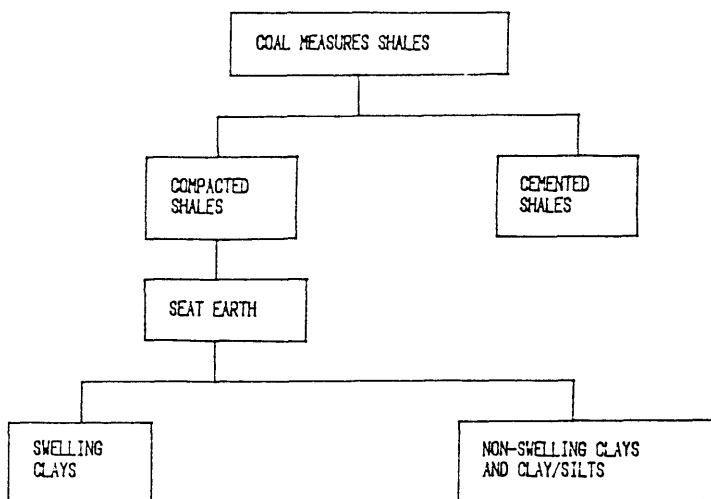 COAL MEASURES SHALES
COMPACTED
SHALES
CEMENTED
SHALES
SEAT EARTH
SWELLING
CLAYS
NON-SWELLING CLAYS
AND CLAY/SILTS